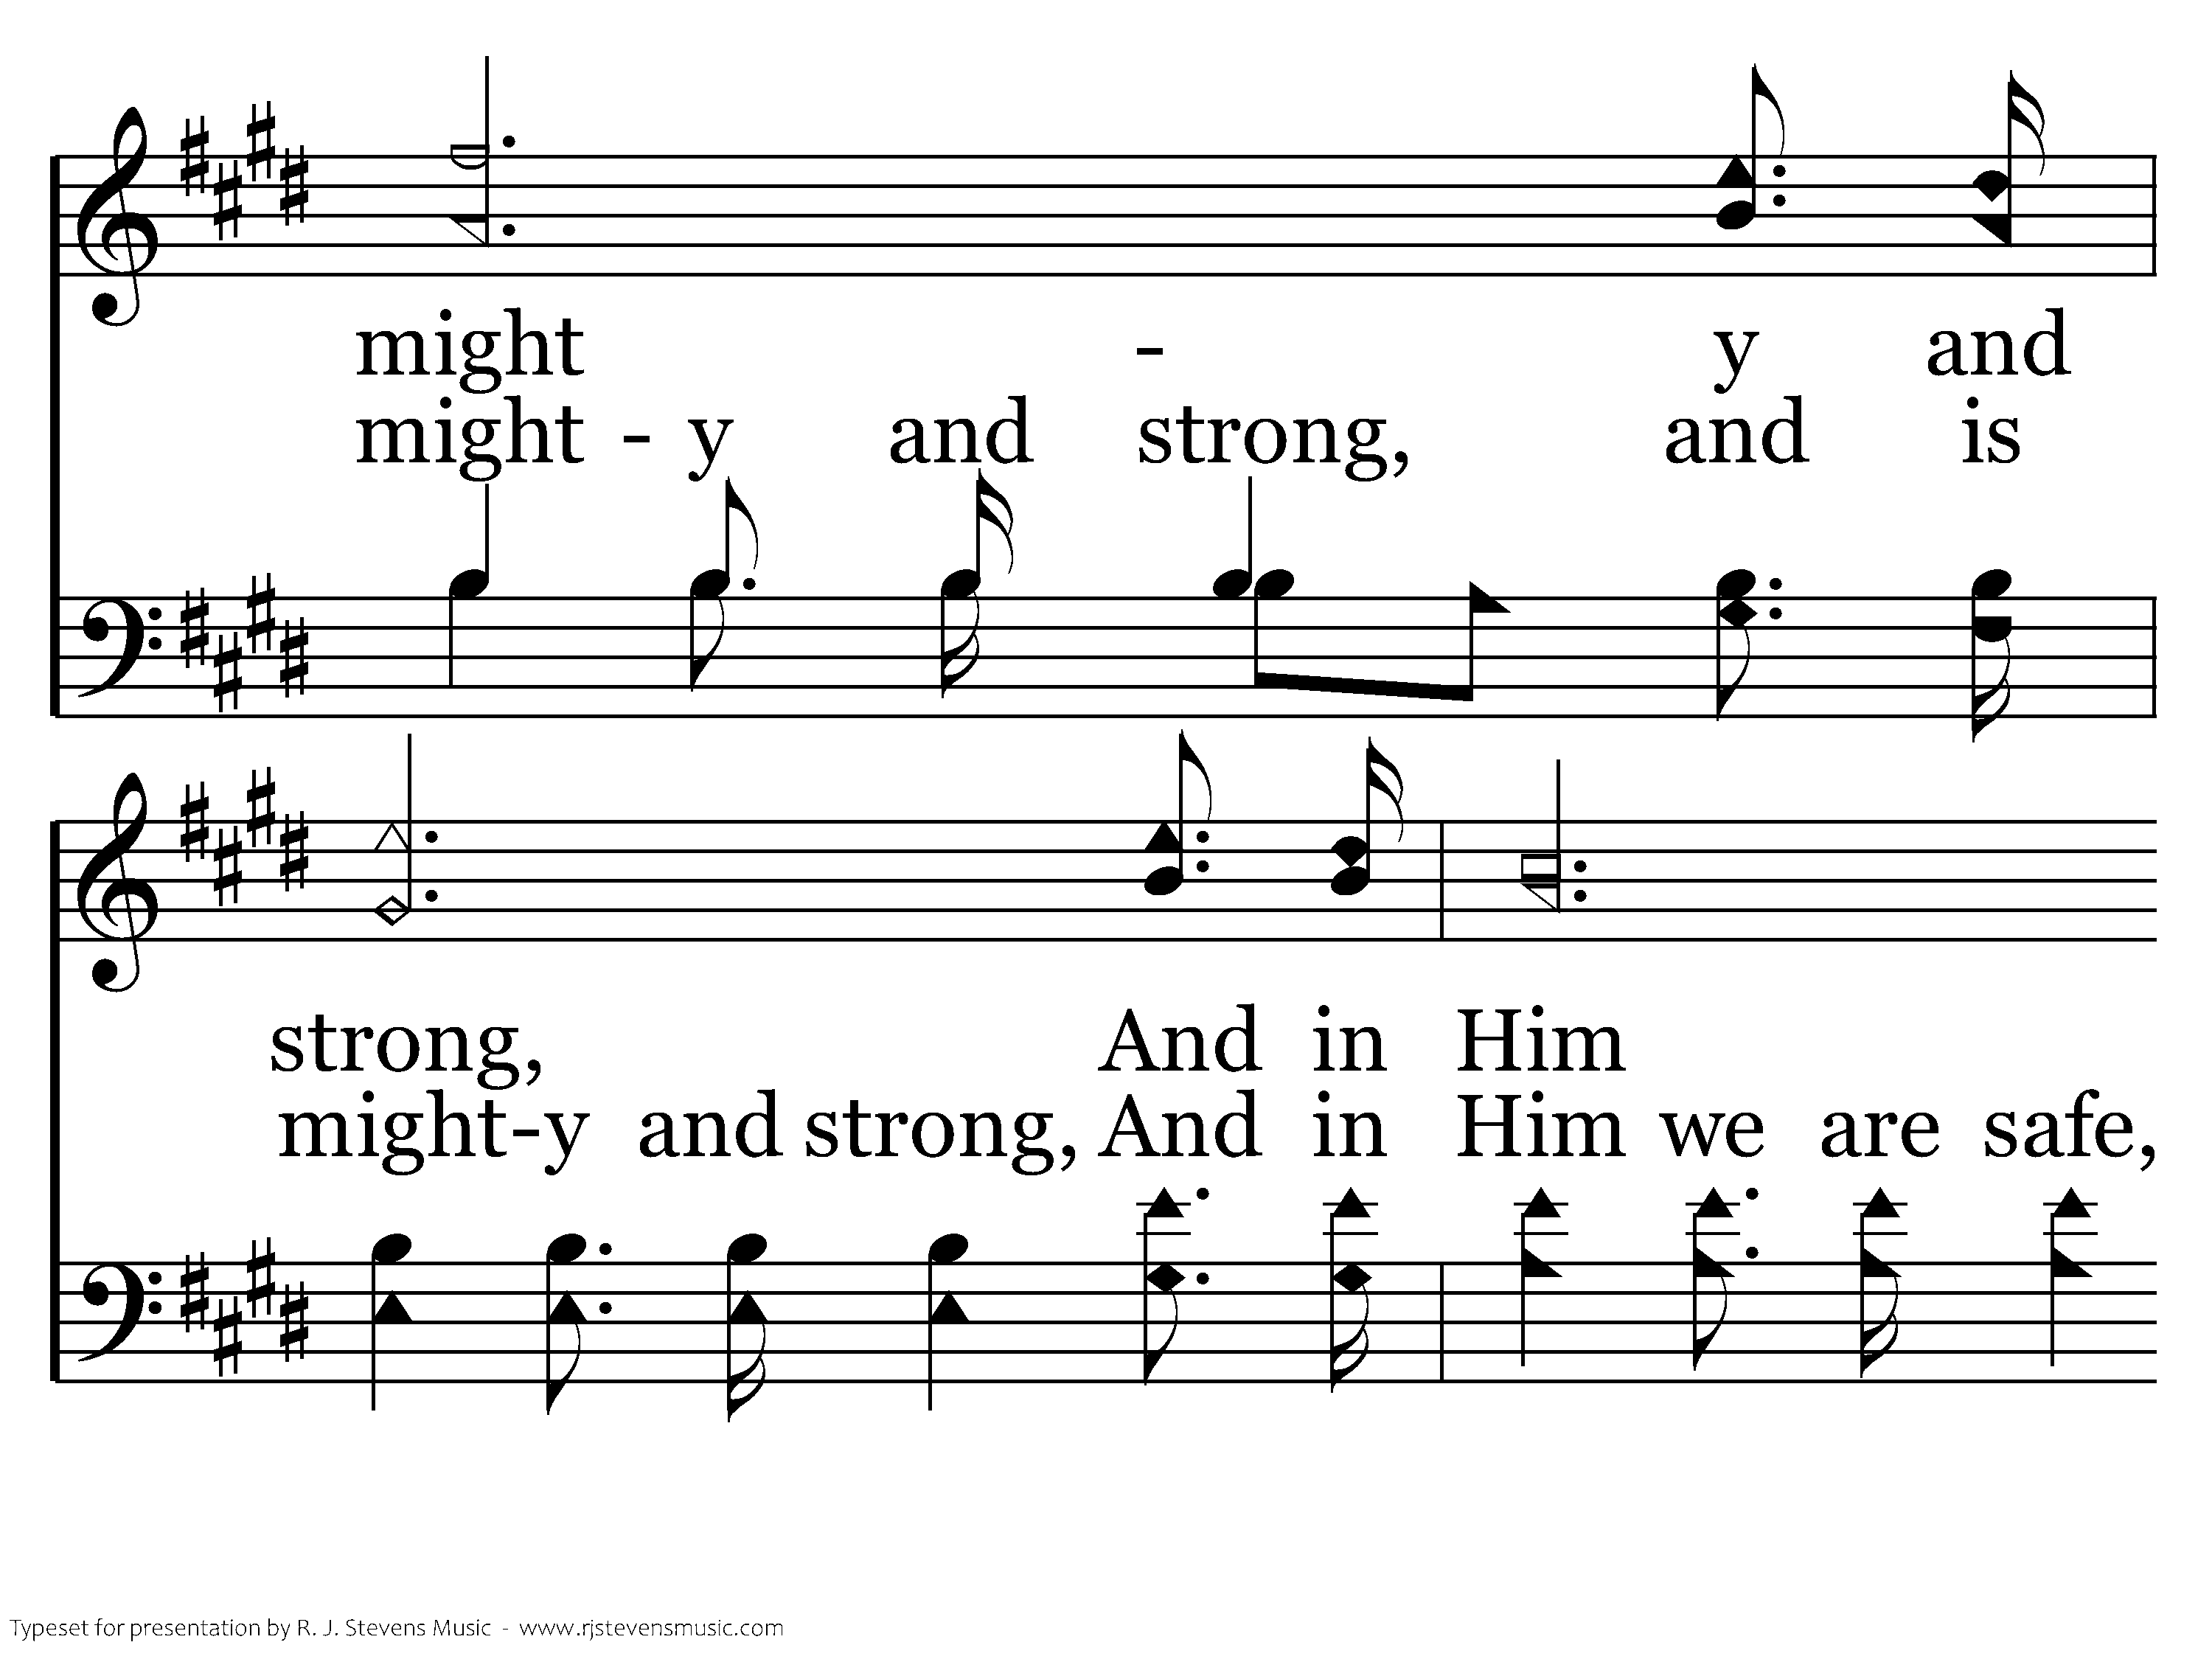 might - y and
might - y and strong, and is
strong, And in Him
might-y and strong, And in Him we are safe,
Typeset for presentation by R. J. Stevens Music - www.rjstevensmusic.com